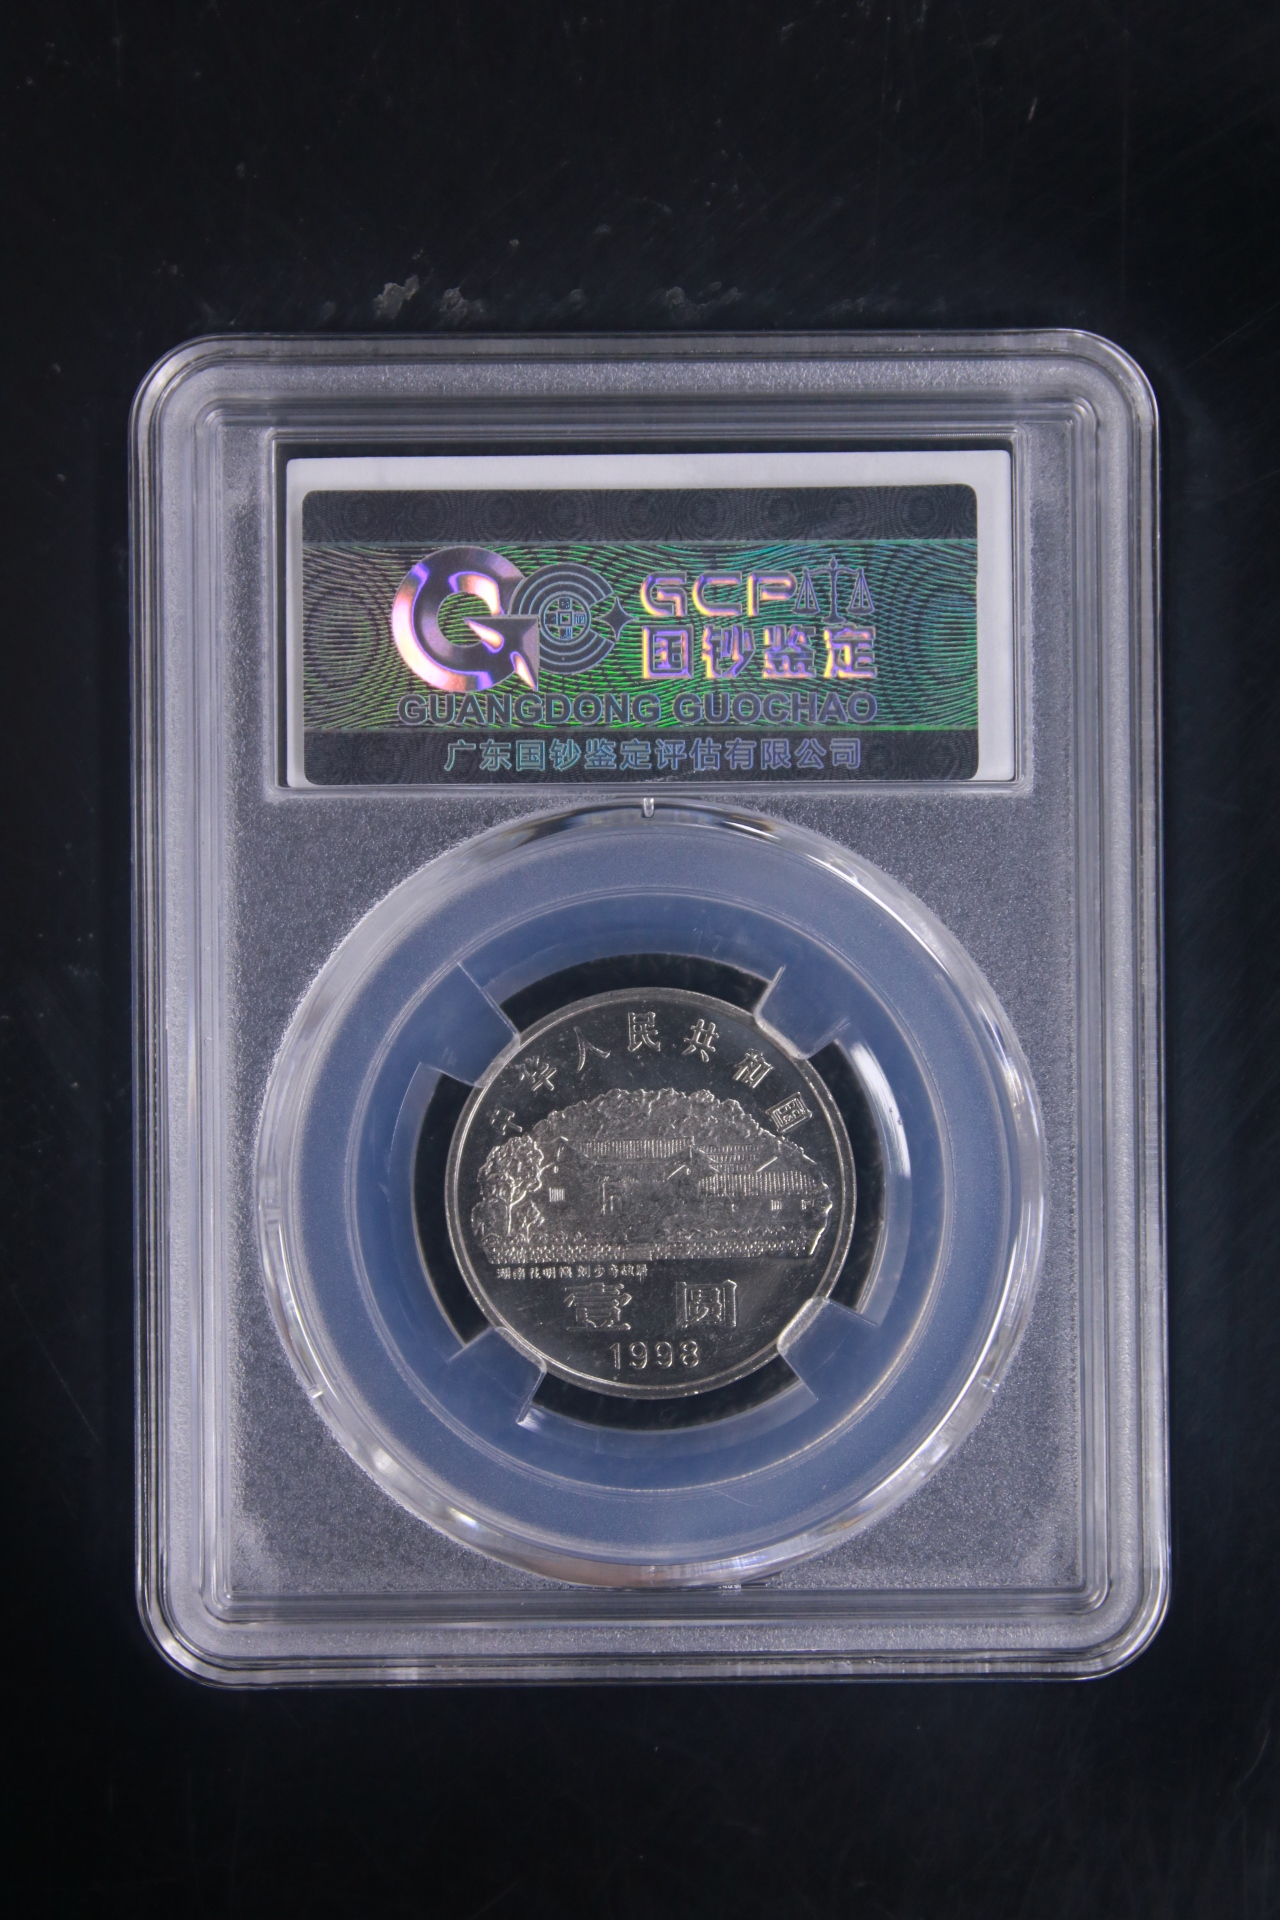 GC
GCP
国钞鉴定
GUANGDONG GUOCHAO
广东国钞鉴定评估有限公司
中华人民共和国
湖南花明楼刘少奇故居
壹圆
1998